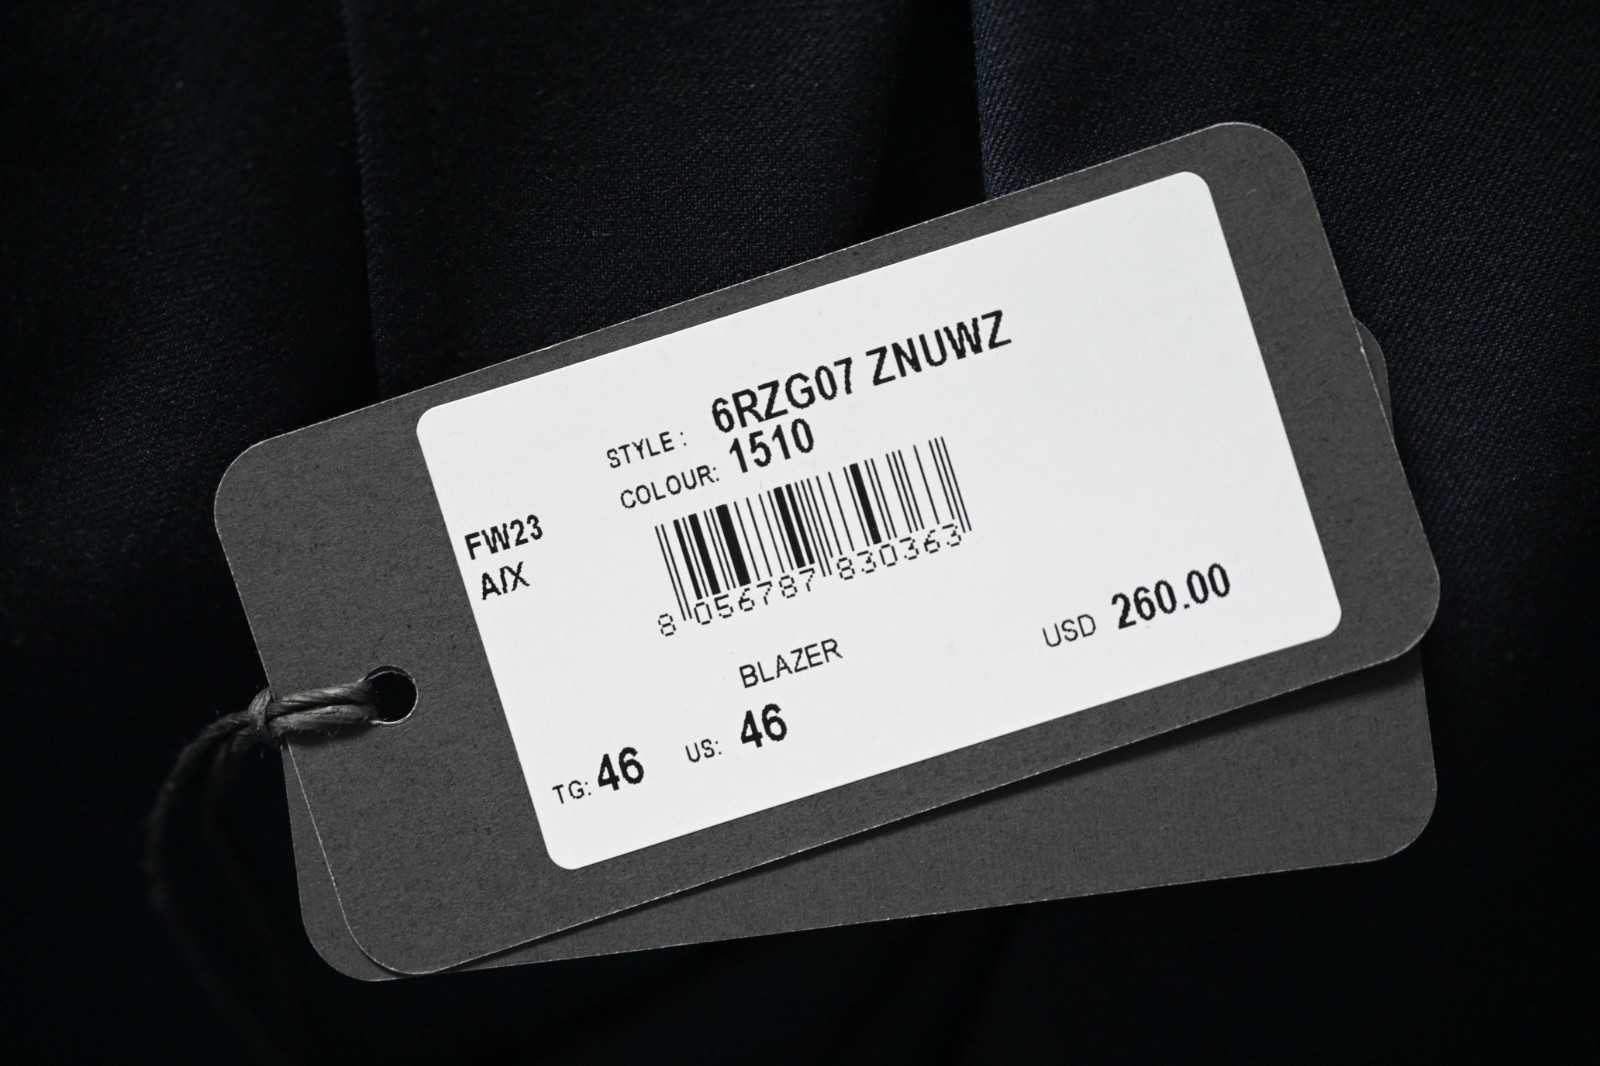 STYLE : 6RZG07 ZNUWZ
COLOUR: 1510
FW23
A/X
8 056787 830363
BLAZER
USD 260.00
TG: 46 US: 46